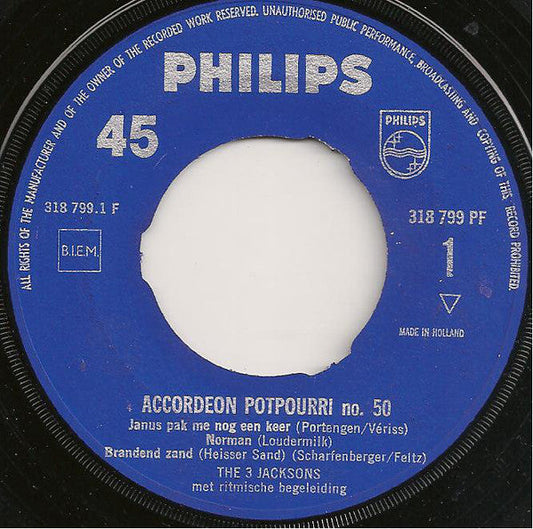 ALL RIGHTS OF THE MANUFACTURER AND OF THE OWNER OF THE RECORDED WORK RESERVED. UNAUTHORISED PUBLIC PERFORMANCE, BROADCASTING AND COPYING OF THIS RECORD PROHIBITED.
PHILIPS
45
PHILIPS
318 799.1 F
318 799 PF
B.I.E.M.
1
MADE IN HOLLAND
ACCORDEON POTPOURRI no. 50
Janus pak me nog een keer (Portengen/Vériss)
Norman (Loudermilk)
Brandend zand (Heisser Sand) (Scharfenberger/Feltz)
THE 3 JACKSONS
met ritmische begeleiding